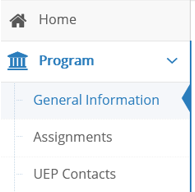 Home
Program
General Information
Assignments
UEP Contacts